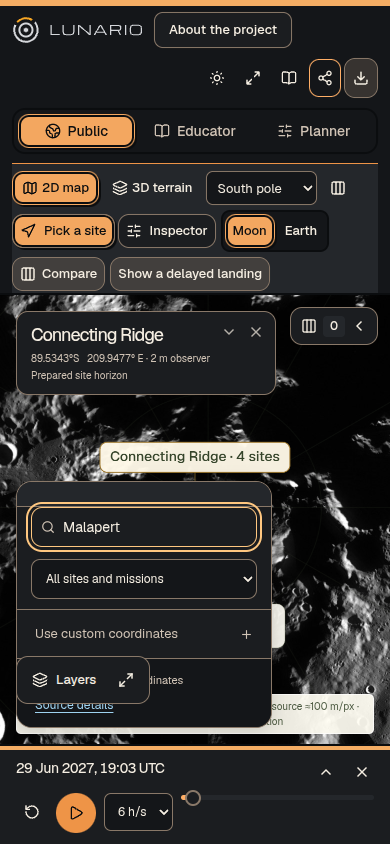 LUNARIO
About the project
Public
Educator
Planner
2D map
3D terrain
South pole
Pick a site
Inspector
Moon
Earth
Compare
Show a delayed landing
Connecting Ridge
89.5343°S 209.9477° E · 2 m observer
Prepared site horizon
0
Connecting Ridge · 4 sites
Malapert
All sites and missions
Use custom coordinates
Layers
Source details
source ≈100 m/px ·
29 Jun 2027, 19:03 UTC
6 h/s